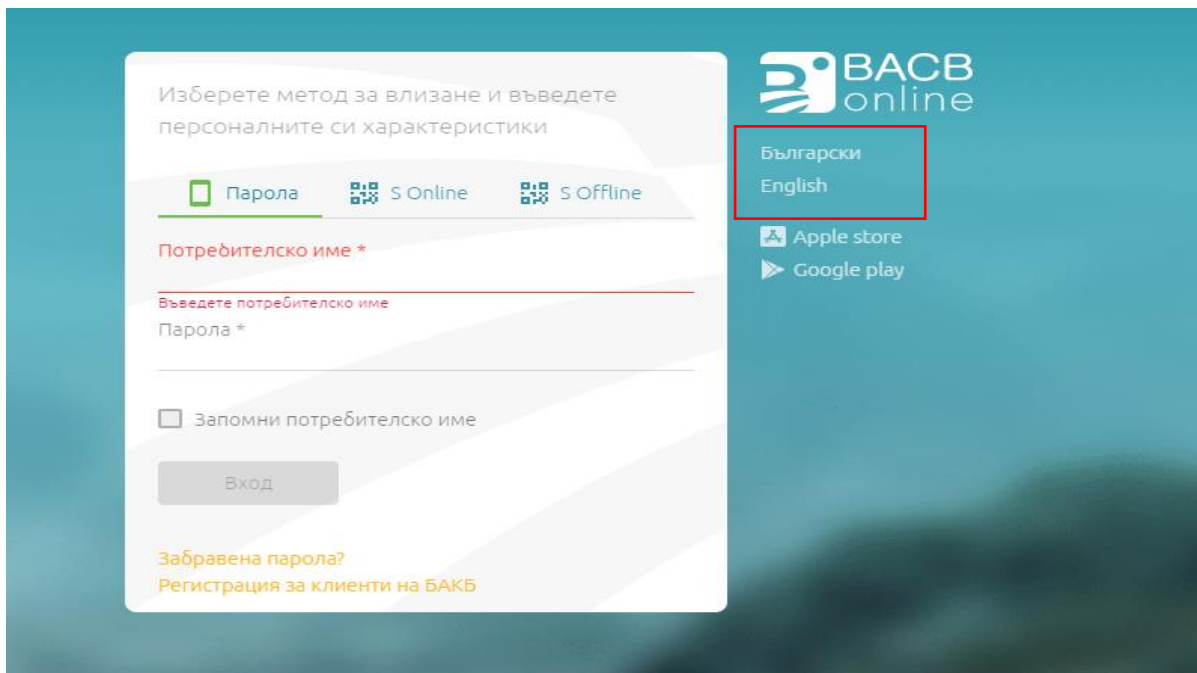 Изберете метод за влизане и въведете
персоналните си характеристики
Парола
S Online
S Offline
Потребителско име *
Въведете потребителско име
Парола *
Запомни потребителско име
Вход
Забравена парола?
Регистрация за клиенти на БАКБ
BACB
online
Български
English
Apple store
Google play